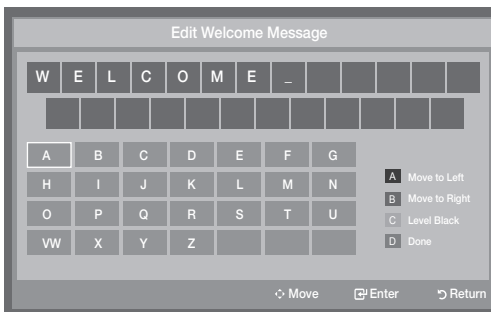 Edit Welcome Message
W E L C O M E _
A B C D E F G
H I J K L M N
O P Q R S T U
VW X Y Z
A Move to Left
B Move to Right
C Level Black
D Done
Move Enter Return